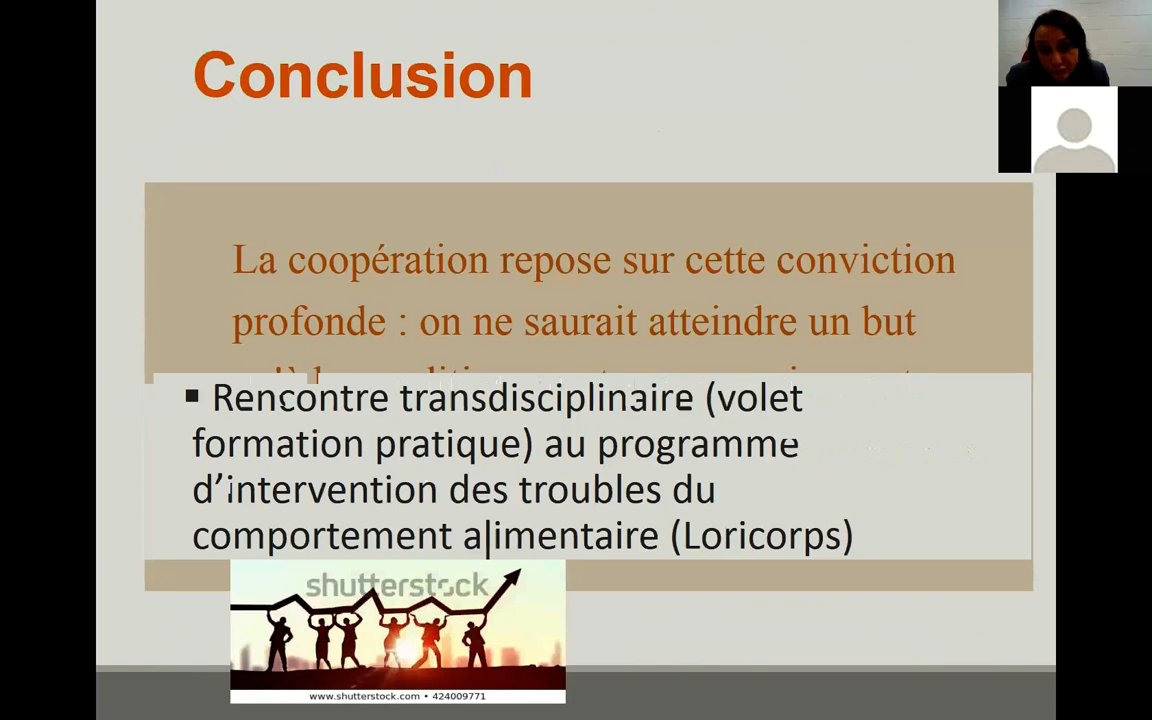 Conclusion
La coopération repose sur cette conviction
profonde : on ne saurait atteindre un but
▪ Rencontre transdisciplinaire (volet
formation pratique) au programme
d’intervention des troubles du
comportement alimentaire (Loricorps)
shutterstock
www.shutterstock.com • 424009771